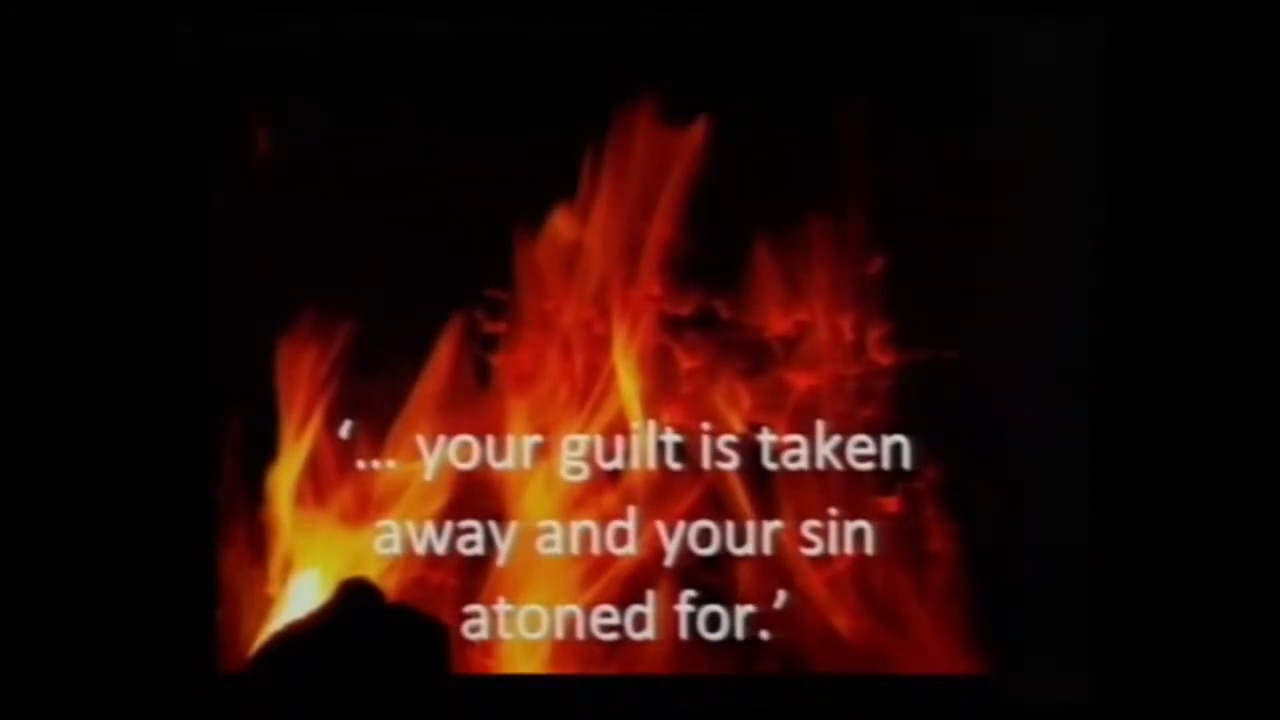 ‘... your guilt is taken
away and your sin
atoned for.’